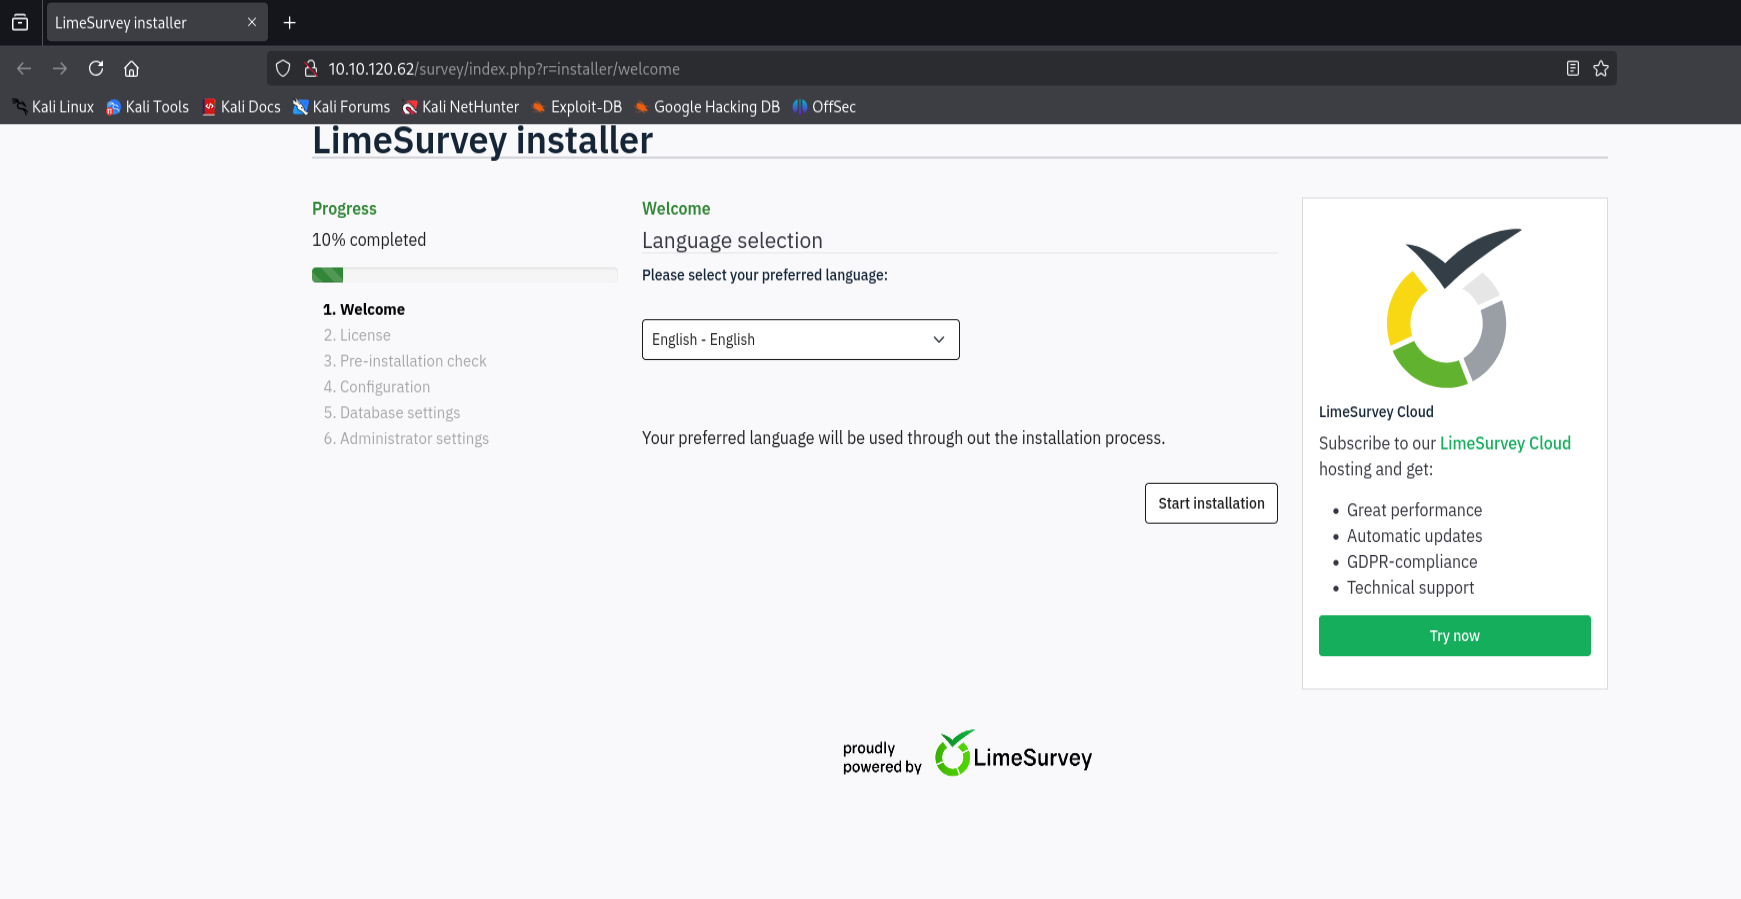 LimeSurvey installer
10.10.120.62/survey/index.php?r=installer/welcome
Kali Linux Kali Tools Kali Docs Kali Forums Kali NetHunter Exploit-DB Google Hacking DB OffSec
LimeSurvey installer
Progress
10% completed
1. Welcome
2. License
3. Pre-installation check
4. Configuration
5. Database settings
6. Administrator settings
Welcome
Language selection
Please select your preferred language:
English - English
Your preferred language will be used through out the installation process.
Start installation
LimeSurvey Cloud
Subscribe to our LimeSurvey Cloud
hosting and get:
• Great performance
• Automatic updates
• GDPR-compliance
• Technical support
Try now
proudly
powered by
LimeSurvey